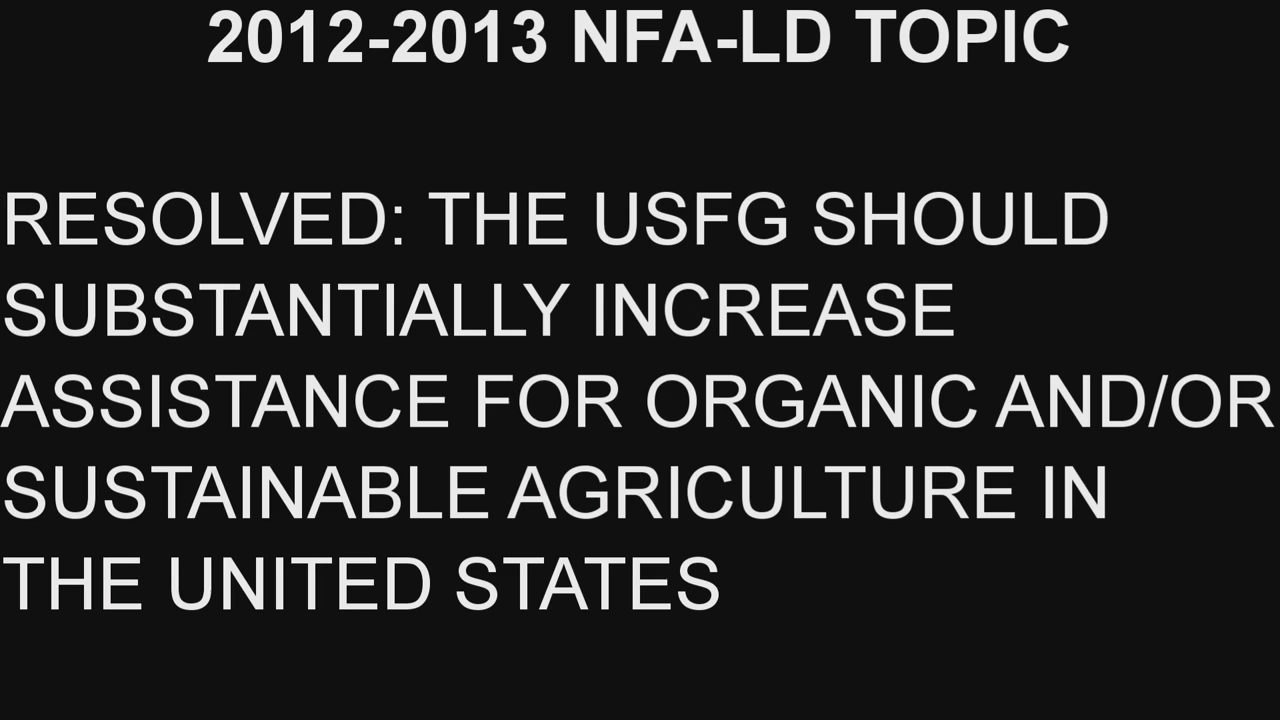 2012-2013 NFA-LD TOPIC
RESOLVED: THE USFG SHOULD
SUBSTANTIALLY INCREASE
ASSISTANCE FOR ORGANIC AND/OR
SUSTAINABLE AGRICULTURE IN
THE UNITED STATES